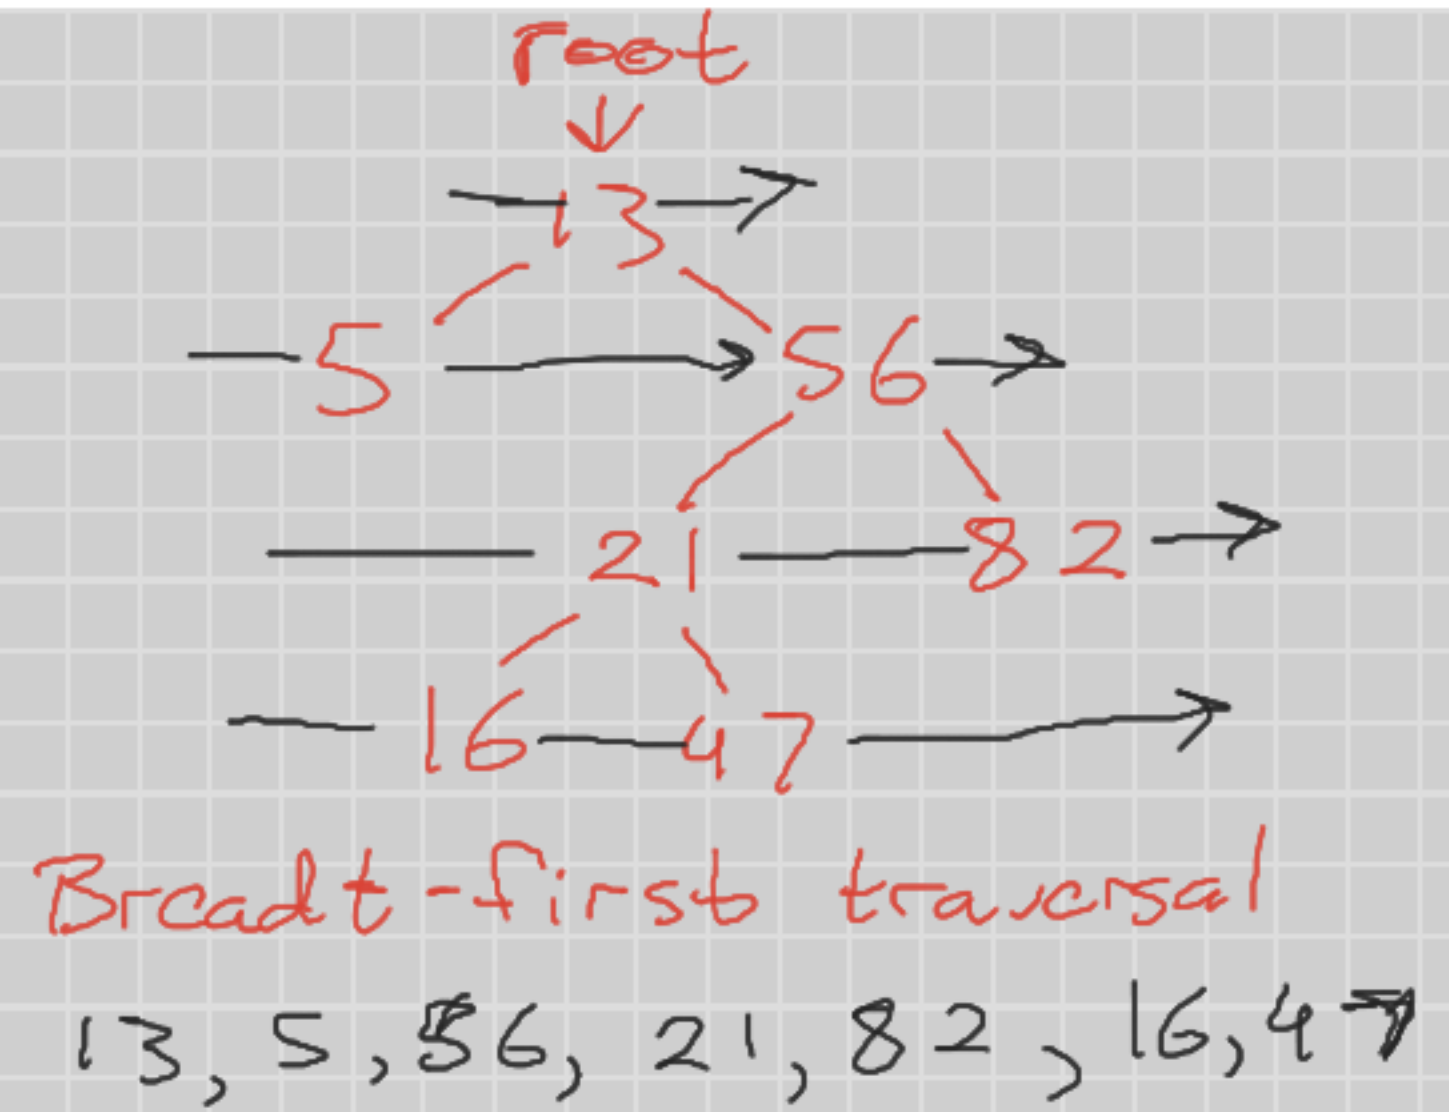 root
13
5 56
21 82
16 47
Breadt-first traversal
13, 5, 56, 21, 82, 16, 47